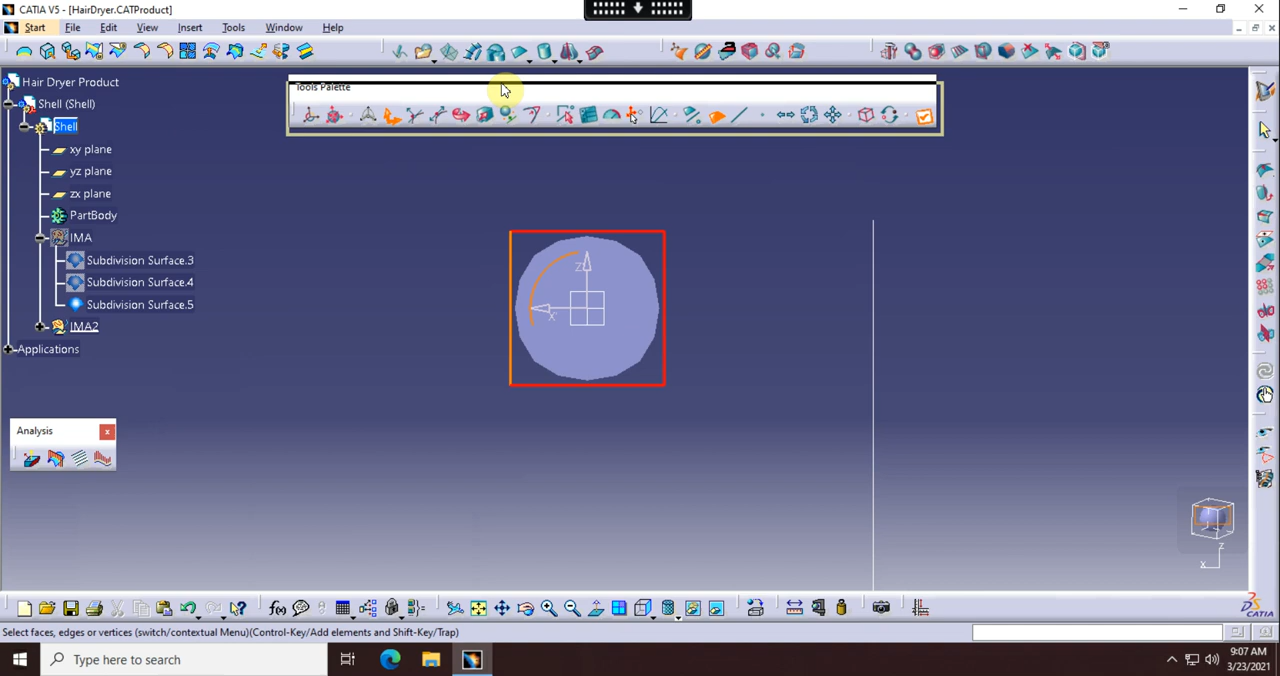 CATIA V5 - [HairDryer.CATProduct]
Start File Edit View Insert Tools Window Help
Hair Dryer Product
Shell (Shell)
Shell
xy plane
yz plane
zx plane
PartBody
IMA
Subdivision Surface.3
Subdivision Surface.4
Subdivision Surface.5
IMA2
Applications
Tools Palette
z
x
Analysis
x
z
x
f(x)
CATIA
Select faces, edges or vertices (switch/contextual Menu)(Control-Key/Add elements and Shift-Key/Trap)
Type here to search
9:07 AM
3/23/2021